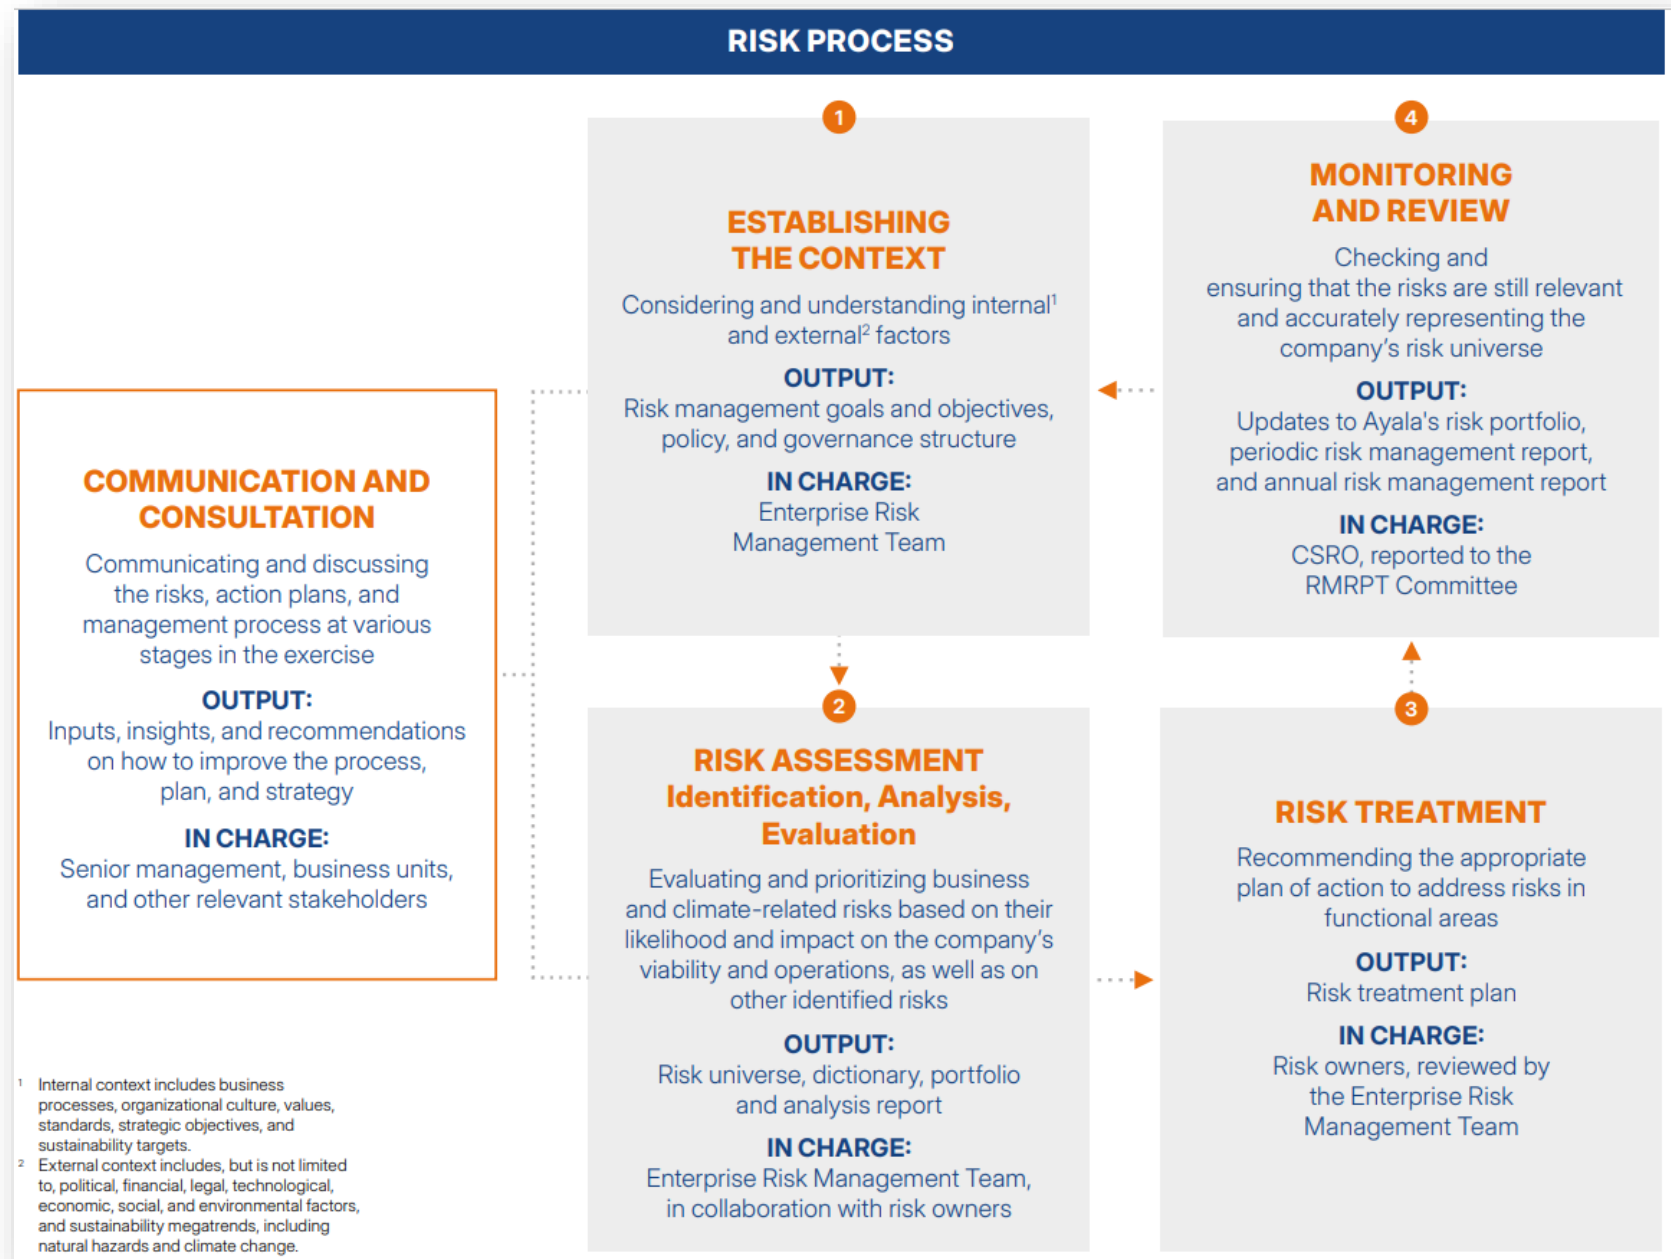 RISK PROCESS
COMMUNICATION AND
CONSULTATION
Communicating and discussing
the risks, action plans, and
management process at various
stages in the exercise
OUTPUT:
Inputs, insights, and recommendations
on how to improve the process,
plan, and strategy
IN CHARGE:
Senior management, business units,
and other relevant stakeholders
1
ESTABLISHING
THE CONTEXT
Considering and understanding internal¹
and external² factors
OUTPUT:
Risk management goals and objectives,
policy, and governance structure
IN CHARGE:
Enterprise Risk
Management Team
2
RISK ASSESSMENT
Identification, Analysis,
Evaluation
Evaluating and prioritizing business
and climate-related risks based on their
likelihood and impact on the company's
viability and operations, as well as on
other identified risks
OUTPUT:
Risk universe, dictionary, portfolio
and analysis report
IN CHARGE:
Enterprise Risk Management Team,
in collaboration with risk owners
3
RISK TREATMENT
Recommending the appropriate
plan of action to address risks in
functional areas
OUTPUT:
Risk treatment plan
IN CHARGE:
Risk owners, reviewed by
the Enterprise Risk
Management Team
4
MONITORING
AND REVIEW
Checking and
ensuring that the risks are still relevant
and accurately representing the
company's risk universe
OUTPUT:
Updates to Ayala's risk portfolio,
periodic risk management report,
and annual risk management report
IN CHARGE:
CSRO, reported to the
RMRPT Committee
¹ Internal context includes business
processes, organizational culture, values,
standards, strategic objectives, and
sustainability targets.
² External context includes, but is not limited
to, political, financial, legal, technological,
economic, social, and environmental factors,
and sustainability megatrends, including
natural hazards and climate change.